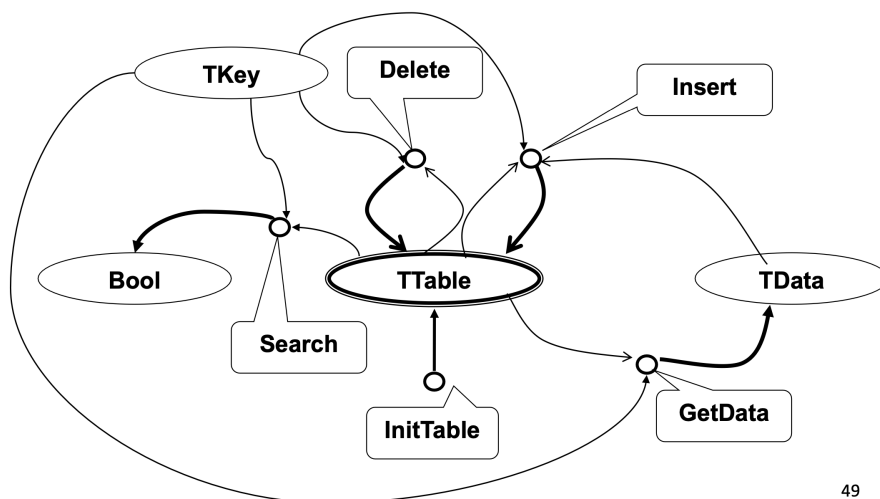 TKey
Delete
Insert
Bool
TTable
TData
Search
InitTable
GetData
49